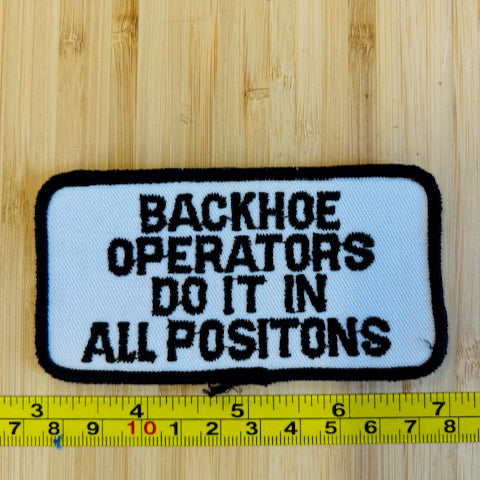 BACKHOE
OPERATORS
DO IT IN
ALL POSITONS
3 4 5 6 7
7 8 9 10 1 2 3 4 5 6 7 8